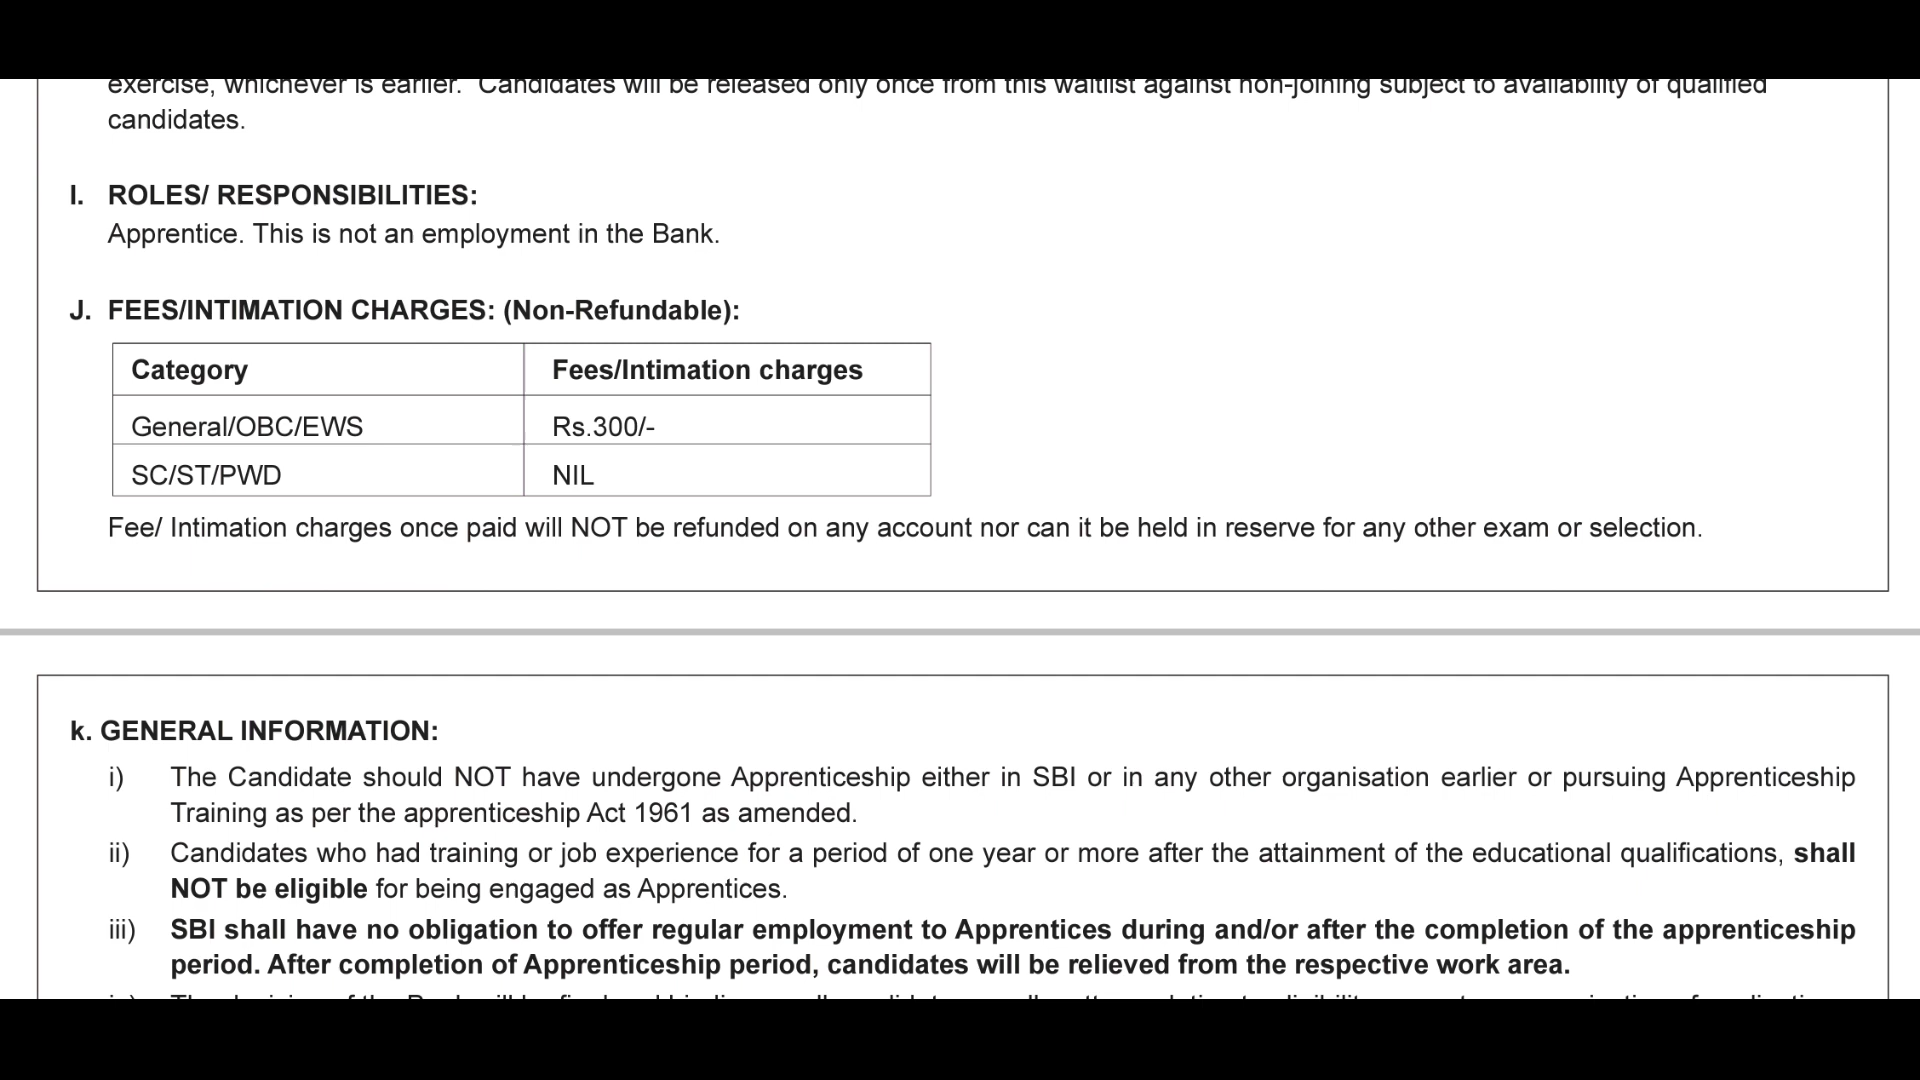 exercise, whichever is earlier. Candidates will be released only once from this waitlist against non-joining subject to availability of qualified
candidates.
I. ROLES/ RESPONSIBILITIES:
Apprentice. This is not an employment in the Bank.
J. FEES/INTIMATION CHARGES: (Non-Refundable):
Category Fees/Intimation charges
General/OBC/EWS Rs.300/-
SC/ST/PWD NIL
Fee/ Intimation charges once paid will NOT be refunded on any account nor can it be held in reserve for any other exam or selection.
k. GENERAL INFORMATION:
i) The Candidate should NOT have undergone Apprenticeship either in SBI or in any other organisation earlier or pursuing Apprenticeship
Training as per the apprenticeship Act 1961 as amended.
ii) Candidates who had training or job experience for a period of one year or more after the attainment of the educational qualifications, shall
NOT be eligible for being engaged as Apprentices.
iii) SBI shall have no obligation to offer regular employment to Apprentices during and/or after the completion of the apprenticeship
period. After completion of Apprenticeship period, candidates will be relieved from the respective work area.